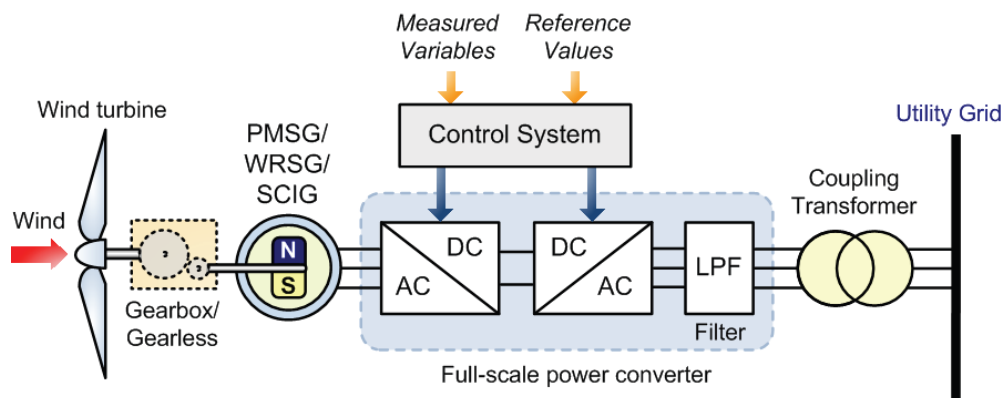 Measured
Variables
Reference
Values
Wind turbine
PMSG/
WRSG/
SCIG
Control System
Utility Grid
Coupling
Transformer
Wind
N
S
DC
AC
DC
AC
LPF
Gearbox/
Gearless
Filter
Full-scale power converter